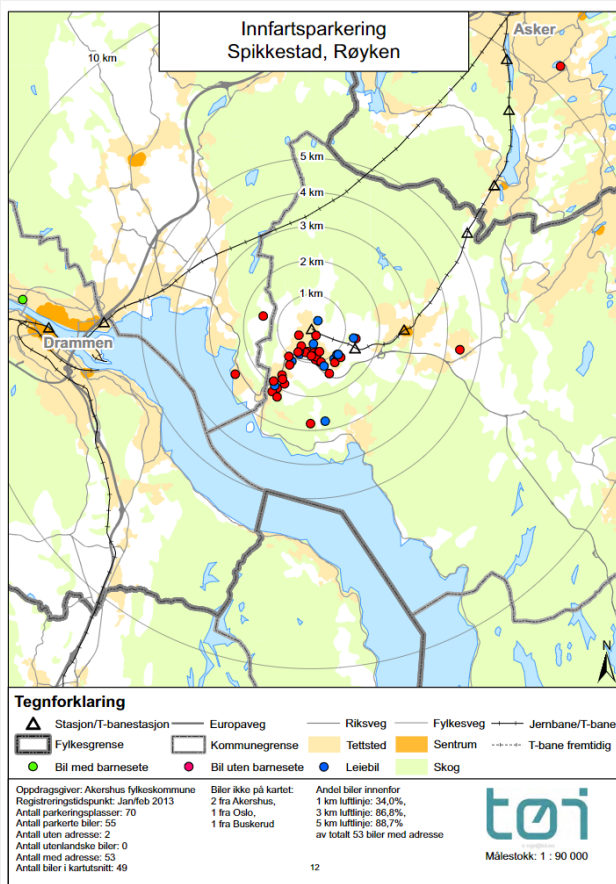 Innfartsparkering
Spikkestad, Røyken
Asker
10 km
5 km
4 km
3 km
2 km
1 km
Drammen
N
Tegnforklaring
Stasjon/T-banestasjon Europaveg Riksveg Fylkesveg Jernbane/T-bane
Fylkesgrense Kommunegrense Tettsted Sentrum T-bane fremtidig
Bil med barnesete Bil uten barnesete Leiebil Skog
Oppdragsgiver: Akershus fylkeskommune
Registreringstidspunt: Jan/feb 2013
Antall parkeringsplasser: 70
Antall parkerte biler: 55
Antall uten adresse: 2
Antall utenlandske biler: 0
Antall med adresse: 53
Antall biler i kartutsnitt: 49
Biler ikke på kartet:
2 fra Akershus,
1 fra Oslo,
1 fra Buskerud
Andel biler innenfor
1 km luftlinje: 34,0%,
3 km luftlinje: 86,8%,
5 km luftlinje: 88,7%
av totalt 53 biler med adresse
tøi
Målestokk: 1 : 90 000
12